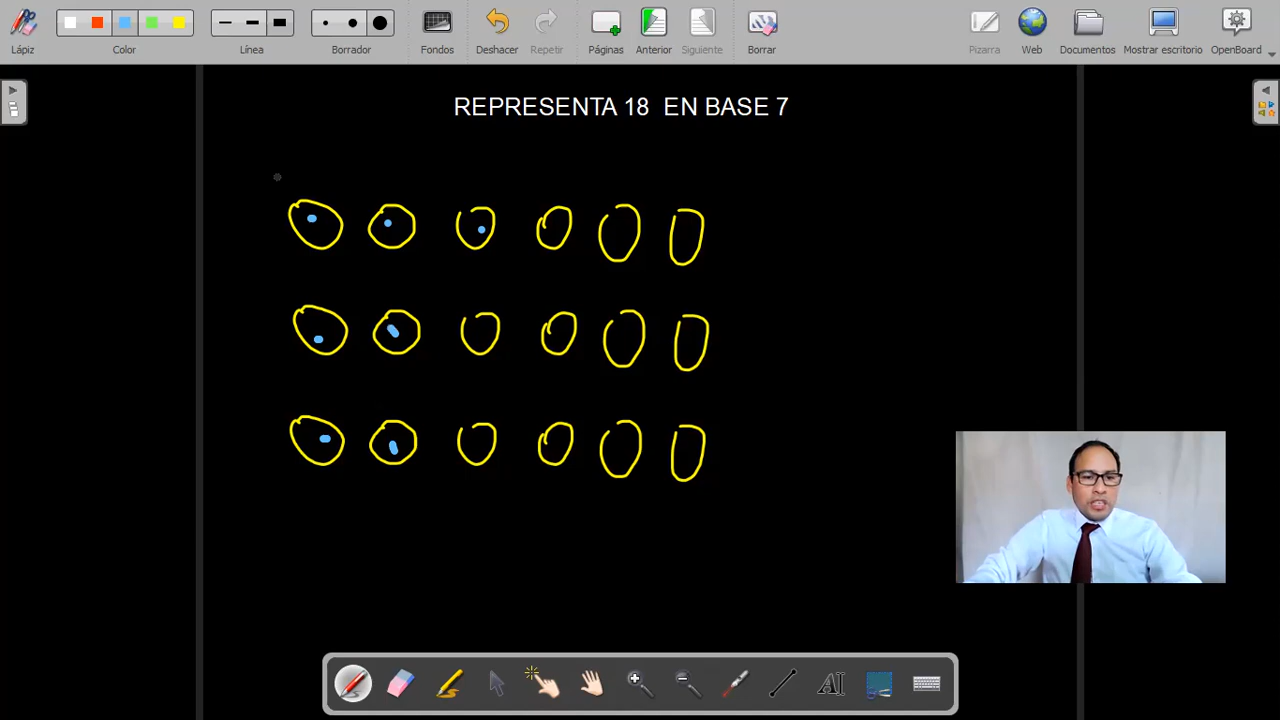 Lápiz
Color
Línea
Borrador
Fondos
Deshacer
Repetir
Páginas
Anterior
Siguiente
Borrar
Pizarra
Web
Documentos
Mostrar escritorio
OpenBoard
REPRESENTA 18 EN BASE 7
AI